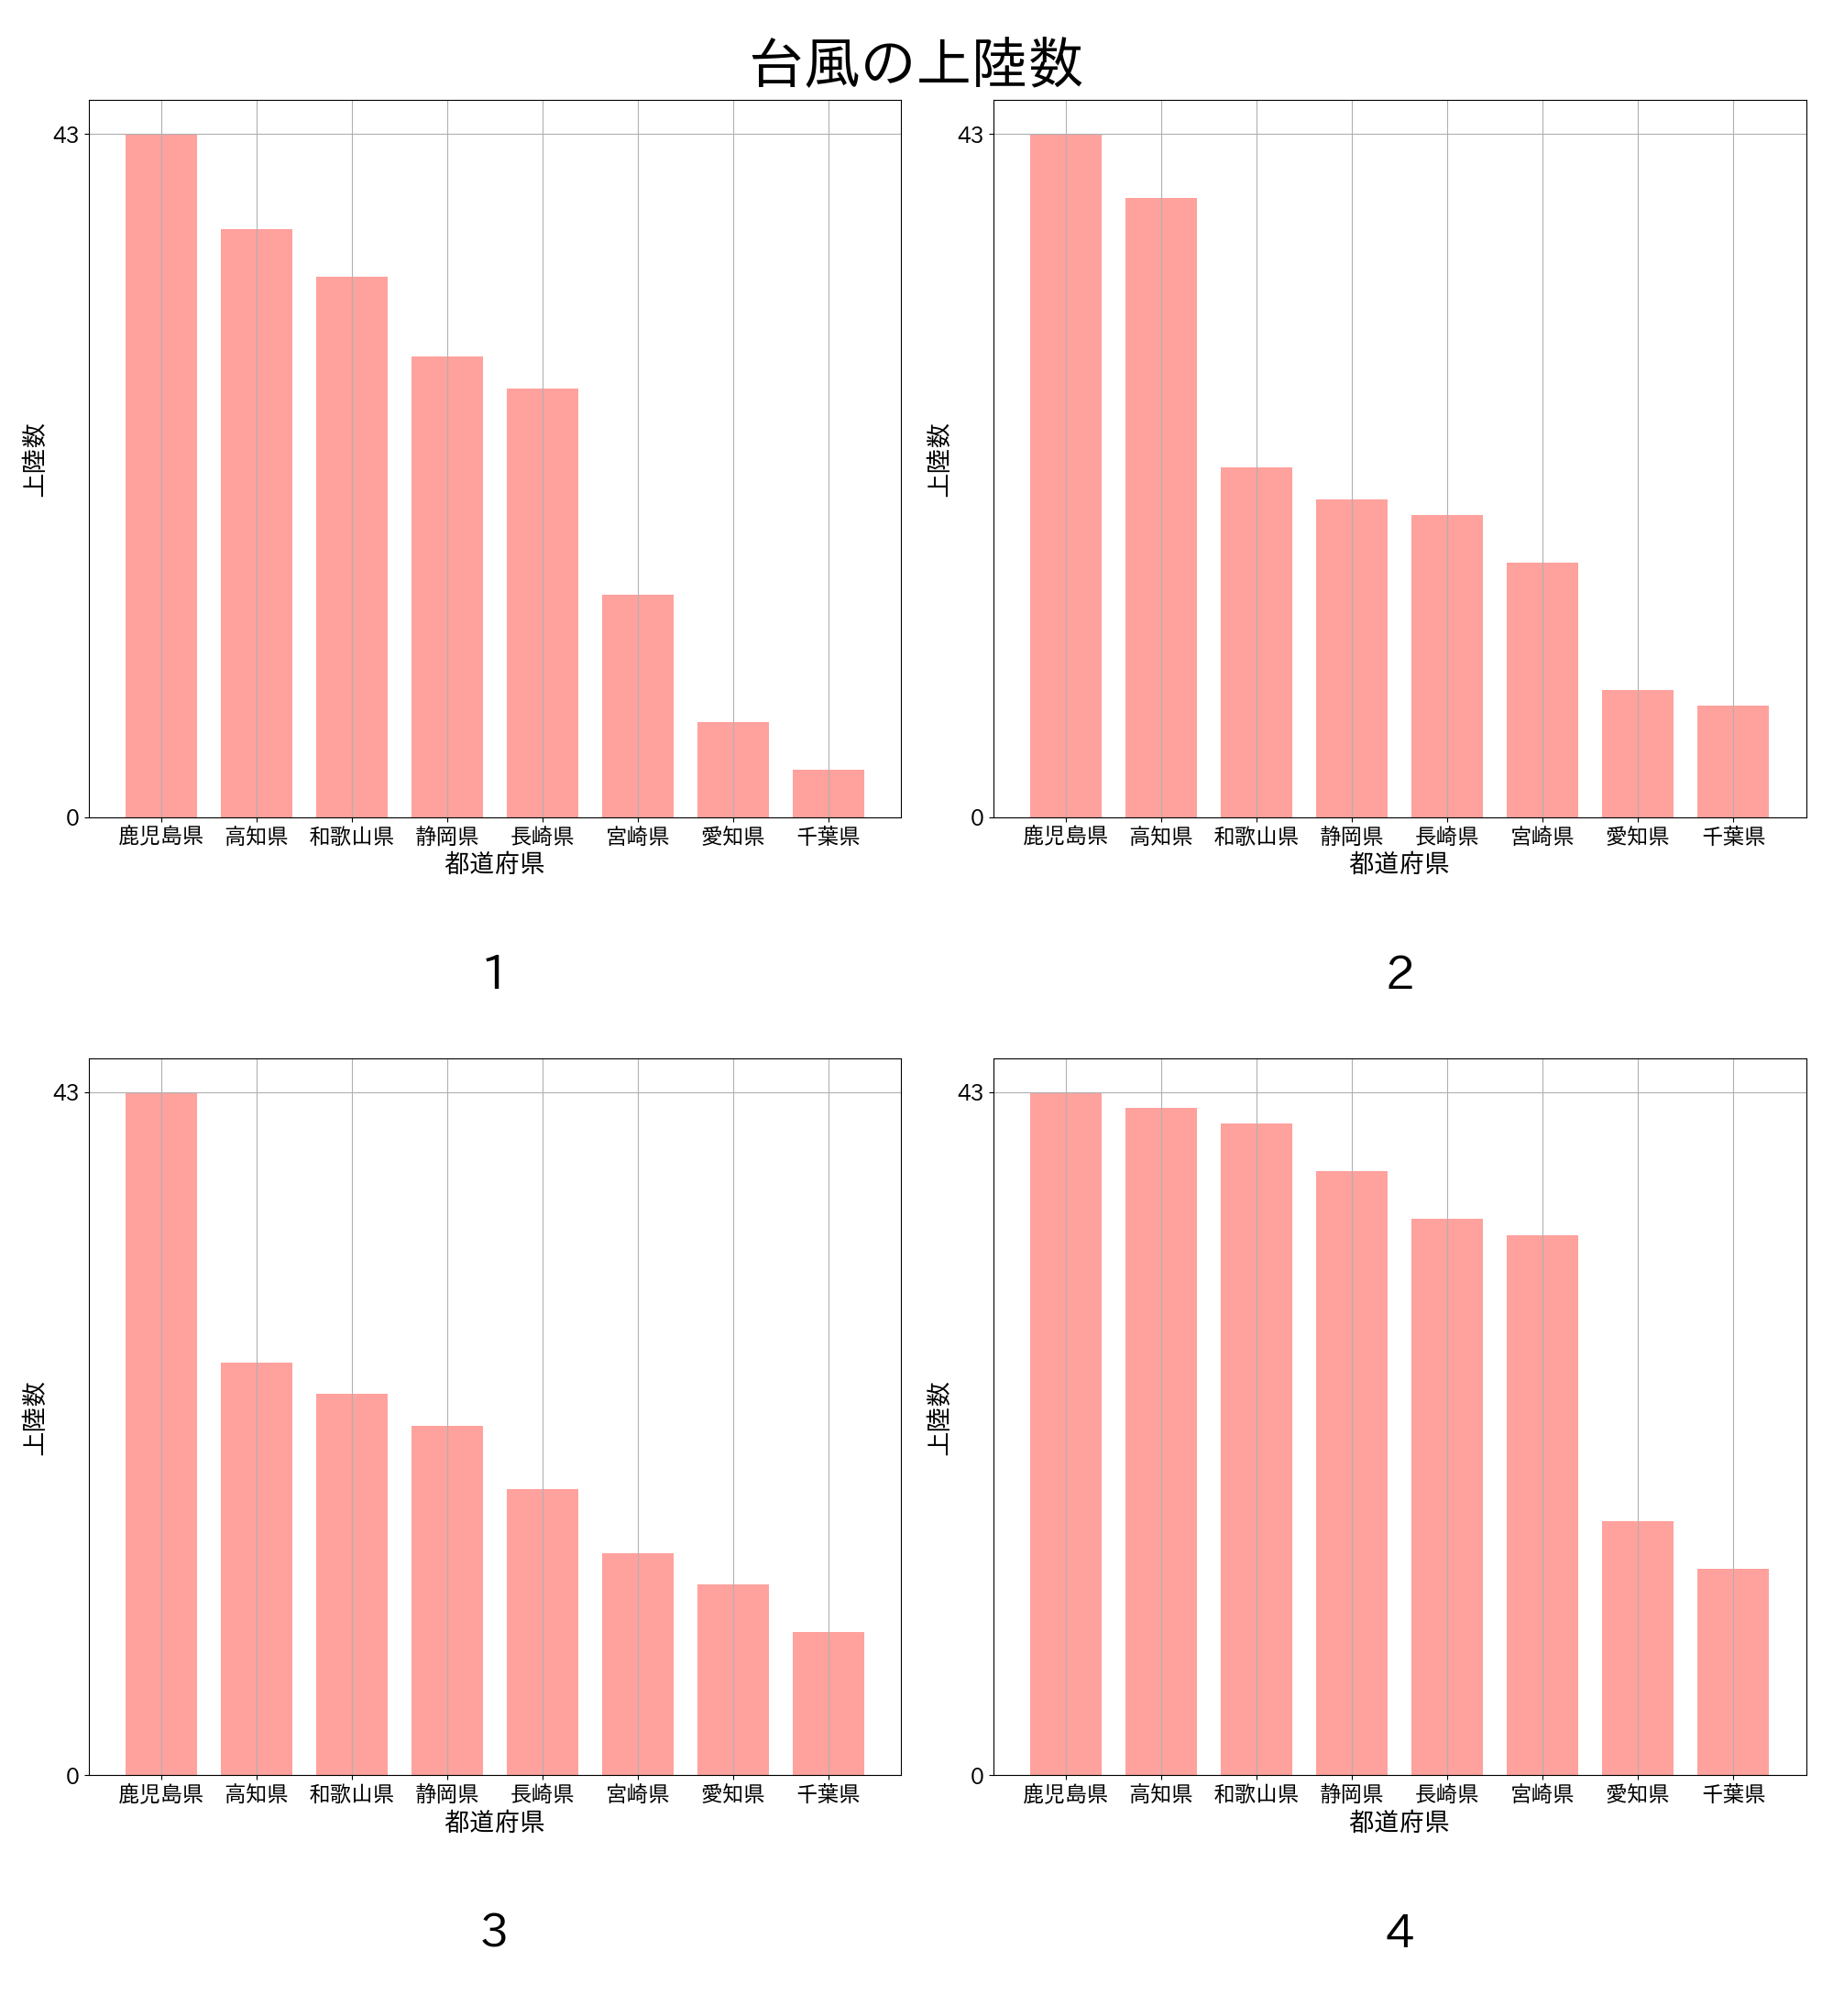 台風の上陸数
43
0
上陸数
鹿児島県 高知県 和歌山県 静岡県 長崎県 宮崎県 愛知県 千葉県
都道府県
1
43
0
上陸数
鹿児島県 高知県 和歌山県 静岡県 長崎県 宮崎県 愛知県 千葉県
都道府県
2
43
0
上陸数
鹿児島県 高知県 和歌山県 静岡県 長崎県 宮崎県 愛知県 千葉県
都道府県
3
43
0
上陸数
鹿児島県 高知県 和歌山県 静岡県 長崎県 宮崎県 愛知県 千葉県
都道府県
4